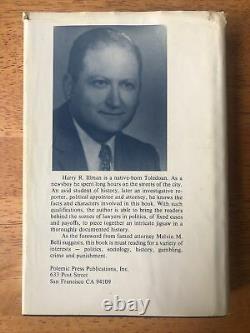 Harry R. Illman is a native-born Toledoan. As a
newsboy he spent long hours on the streets of the city.
An avid student of history, later an investigative re-
porter, political appointee and attorney, he knows the
facts and characters involved in this book. With such
qualifications, the author is able to bring the readers
behind the scenes of lawyers in politics, of fixed cases
and payoffs, to piece together an intricate jigsaw in a
thoroughly documented history.
As the foreword from famed attorney Melvin M.
Belli suggests, this book is must reading for a variety of
interests – politics, sociology, history, gambling,
crime and punishment.
Polemic Press Publications, Inc.
633 Post Street
San Francisco CA 94109